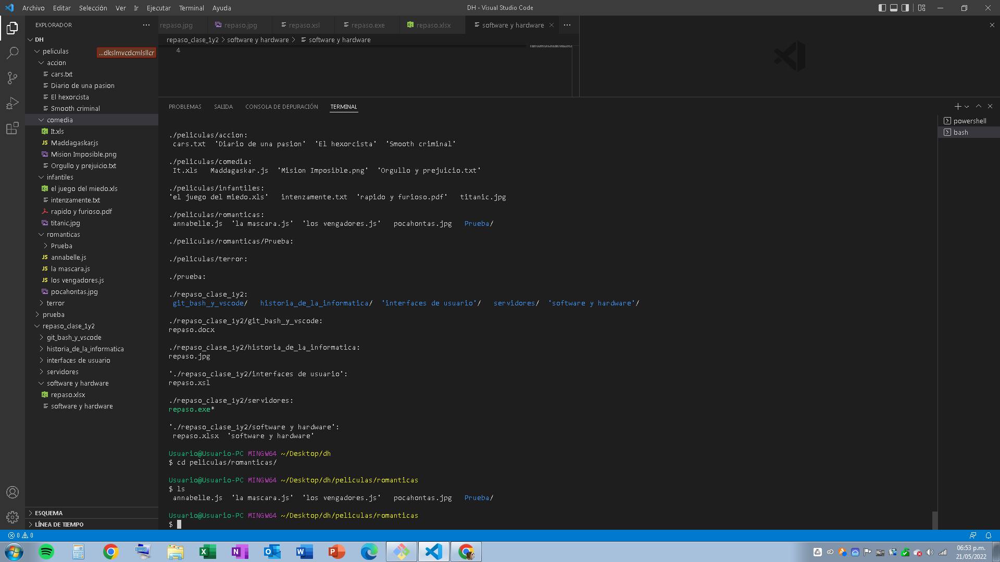 Archivo Editar Selección Ver Ir Ejecutar Terminal Ayuda
DH - Visual Studio Code
EXPLORADOR
DH
peliculas
...dkslmvcdcmlsllcr
accion
cars.txt
Diario de una pasion
El hexorcista
Smooth criminal
comedia
It.xls
Maddagaskar.js
Mision Imposible.png
Orgullo y prejuicio.txt
infantiles
el juego del miedo.xls
intenzamente.txt
rapido y furioso.pdf
titanic.jpg
romanticas
Prueba
annabelle.js
la mascara.js
los vengadores.js
pocahontas.jpg
terror
prueba
repaso_clase_1y2
git_bash_y_vscode
historia_de_la_informatica
interfaces de usuario
servidores
software y hardware
repaso.xlsx
software y hardware
ESQUEMA
LÍNEA DE TIEMPO
repaso.jpg repaso.jpg repaso.xsl repaso.exe repaso.xlsx software y hardware
repaso_clase_1y2 > software y hardware > software y hardware
4
PROBLEMAS SALIDA CONSOLA DE DEPURACIÓN TERMINAL
powershell
bash
./peliculas/accion:
cars.txt 'Diario de una pasion' 'El hexorcista' 'Smooth criminal'
./peliculas/comedia:
It.xls Maddagaskar.js 'Mision Imposible.png' 'Orgullo y prejuicio.txt'
./peliculas/infantiles:
'el juego del miedo.xls' intenzamente.txt 'rapido y furioso.pdf' titanic.jpg
./peliculas/romanticas:
annabelle.js 'la mascara.js' 'los vengadores.js' pocahontas.jpg Prueba/
./peliculas/romanticas/Prueba:
./peliculas/terror:
./prueba:
./repaso_clase_1y2:
git_bash_y_vscode/ historia_de_la_informatica/ 'interfaces de usuario'/ servidores/ 'software y hardware'/
./repaso_clase_1y2/git_bash_y_vscode:
repaso.docx
./repaso_clase_1y2/historia_de_la_informatica:
repaso.jpg
'./repaso_clase_1y2/interfaces de usuario':
repaso.xsl
./repaso_clase_1y2/servidores:
repaso.exe*
'./repaso_clase_1y2/software y hardware':
repaso.xlsx 'software y hardware'
Usuario@Usuario-PC MINGW64 ~/Desktop/dh
$ cd peliculas/romanticas/
Usuario@Usuario-PC MINGW64 ~/Desktop/dh/peliculas/romanticas
$ ls
annabelle.js 'la mascara.js' 'los vengadores.js' pocahontas.jpg Prueba/
Usuario@Usuario-PC MINGW64 ~/Desktop/dh/peliculas/romanticas
$
0 0
06:53 p.m.
21/05/2022